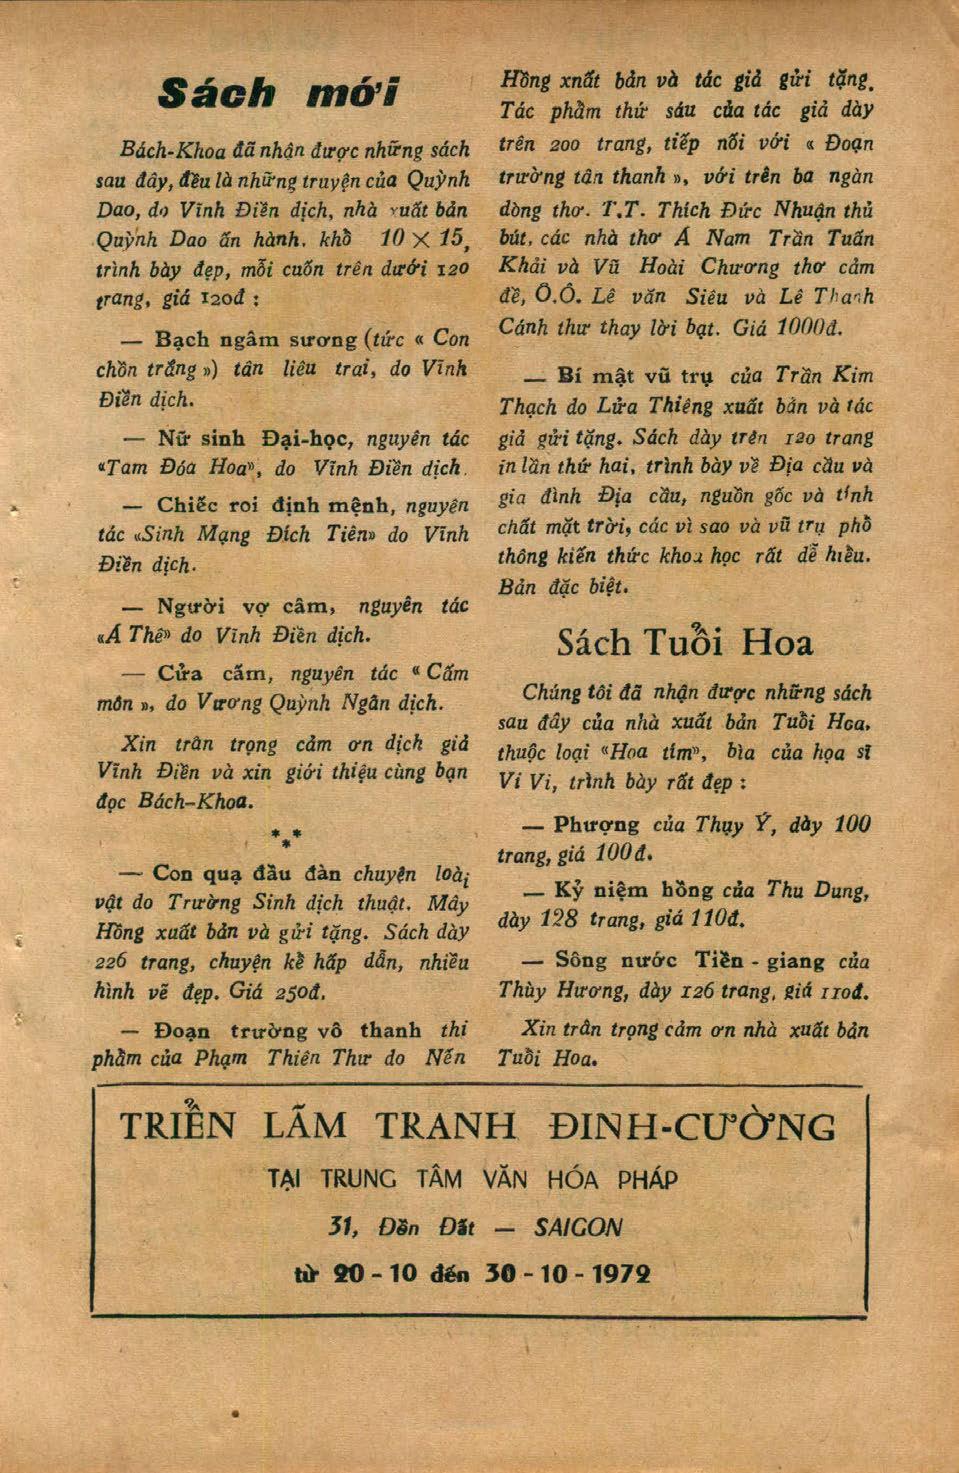 Sách mới
Bách-Khoa đã nhận được những sách
sau đây, đều là những truyện của Quỳnh
Dao, do Vĩnh Điền dịch, nhà xuất bản
Quỳnh Dao ấn hành, khổ 10 X 15,
trình bày đẹp, mỗi cuốn trên dưới 120
trang, giá 120đ :
— Bạch ngâm sương (tức « Con
chồn trắng ») tân liêu trai, do Vĩnh
Điền dịch.
— Nữ sinh Đại-học, nguyên tác
«Tam Đóa Hoa», do Vĩnh Điền dịch.
— Chiếc roi định mệnh, nguyên
tác «Sinh Mạng Đích Tiên» do Vĩnh
Điền dịch.
— Người vợ câm, nguyên tác
«Á Thê» do Vĩnh Điền dịch.
— Cửa cấm, nguyên tác « Cấm
môn », do Vương Quỳnh Ngân dịch.
Xin trân trọng cảm ơn dịch giả
Vĩnh Điền và xin giới thiệu cùng bạn
đọc Bách-Khoa.
* * *
— Con quạ đầu đàn chuyện loài
vật do Trường Sinh dịch thuật. Mây
Hồng xuất bản và gửi tặng. Sách dày
226 trang, chuyện kể hấp dẫn, nhiều
hình vẽ đẹp. Giá 250đ.
— Đoạn trường vô thanh thi
phẩm của Phạm Thiên Thư do Nến
Hồng xnất bản và tác giả gửi tặng.
Tác phẩm thứ sáu của tác giả dày
trên 200 trang, tiếp nối với « Đoạn
trường tân thanh », với trên ba ngàn
dòng thơ. T.T. Thích Đức Nhuận thủ
bút, các nhà thơ Á Nam Trần Tuấn
Khải và Vũ Hoài Chương thơ cảm
đề, Ô.Ô. Lê văn Siêu và Lê Thanh
Cảnh thư thay lời bạt. Giá 1000đ.
— Bí mật vũ trụ của Trần Kim
Thạch do Lửa Thiêng xuất bản và tác
giả gửi tặng. Sách dày trên 120 trang
in lần thứ hai, trình bày về Địa cầu và
gia đình Địa cầu, nguồn gốc và tính
chất mặt trời, các vì sao và vũ trụ phổ
thông kiến thức khoa học rất dễ hiểu.
Bản đặc biệt.
Sách Tuổi Hoa
Chúng tôi đã nhận được những sách
sau đây của nhà xuất bản Tuổi Hoa,
thuộc loại «Hoa tím», bìa của họa sĩ
Vi Vi, trình bày rất đẹp :
— Phượng của Thụy Ý, dày 100
trang, giá 100đ.
— Kỷ niệm hồng của Thu Dung,
dày 128 trang, giá 110đ.
— Sông nước Tiền - giang của
Thùy Hương, dày 126 trang, giá 110đ.
Xin trân trọng cảm ơn nhà xuất bản
Tuổi Hoa.
TRIỂN LÃM TRANH ĐINH-CƯỜNG
TẠI TRUNG TÂM VĂN HÓA PHÁP
31, Đồn Đất — SAIGON
từ 20 - 10 đến 30 - 10 - 1972